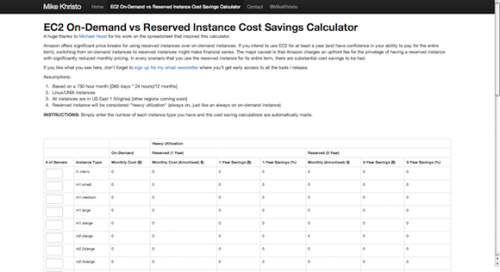 Mike Khristo Home EC2 On-Demand vs Reserved Instance Cost Savings Calculator Contact @MikeKhristo
EC2 On-Demand vs Reserved Instance Cost Savings Calculator
A huge thanks to Michael Hood for his work on the spreadsheet that inspired this calculator.
Amazon offers significant price breaks for using reserved instances over on-demand instances. If you intend to use EC2 for at least a year (and have confidence in your ability to pay for the entire
term), switching from on-demand instances to reserved instances might make financial sense. The major caveat is that Amazon charges an upfront fee for the privilege of having a reserved instance
with significantly reduced monthly pricing. In every scenario that you use the reserved instance for its entire term, there are substantial cost savings to be had.
If you like what you see here, don't forget to sign up for my email newsletter where you'll get early access to all the tools I release.
Assumptions:
1. Based on a 730 hour month ([365 days * 24 hours]/12 months)
2. Linux/UNIX instances
3. All instances are in US East 1 (Virginia) (other regions coming soon)
4. Reserved instance will be considered "heavy utilization" (always on, just like an always on on-demand instance)
INSTRUCTIONS: Simply enter the number of each instance type you have and the cost saving calculations are automatically made.
Heavy Utilization
On-Demand Reserved (1 Year) Reserved (3 Year)
# of Servers Instance Type Monthly Cost ($) Monthly Cost (Amortized) $) 1 Year Savings ($) 1 Year Savings (%) Monthly (Amortized) $) 3 Year Savings ($) 3 Year Savings (%)
t1.micro 0 0 0 0 0 0 0
m1.small 0 0 0 0 0 0 0
m1.medium 0 0 0 0 0 0 0
m1.large 0 0 0 0 0 0 0
m1.xlarge 0 0 0 0 0 0 0
m2.xlarge 0 0 0 0 0 0 0
m2.2xlarge 0 0 0 0 0 0 0
m2.4xlarge 0 0 0 0 0 0 0